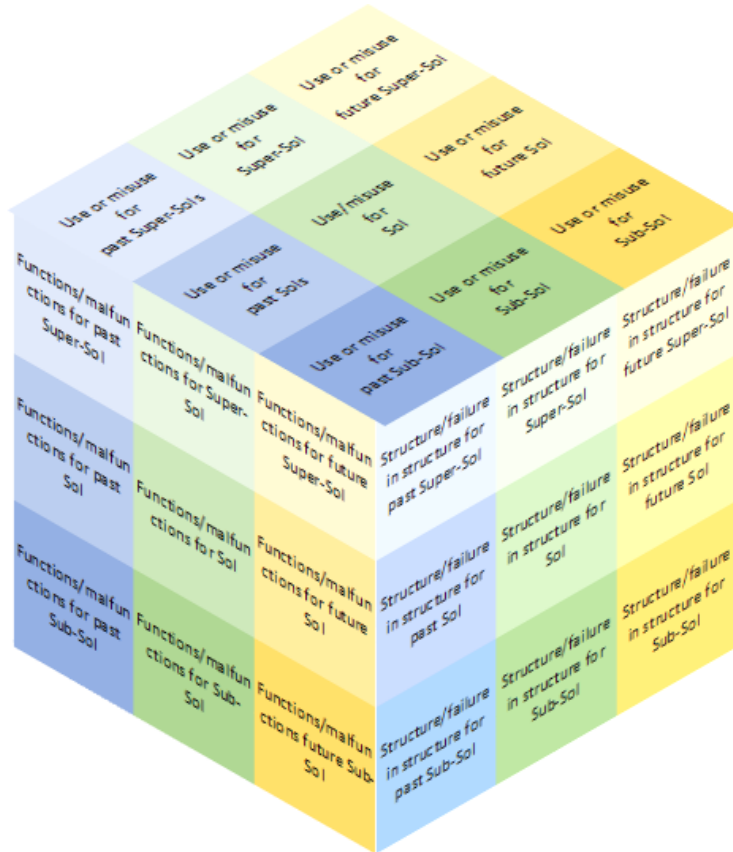 Use or misuse
for
future Super-Sol
Use or misuse
for
Super-Sol
Use or misuse
for
future Sol
Use or misuse
for
past Super-Sols
Use/misuse
for
Sol
Use or misuse
for
Sub-Sol
Use or misuse
for
past Sols
Use or misuse
for
Sub-Sol
Use or misuse
for
past Sub-Sol
Functions/malfun
ctions for past
Super-Sol
Functions/malfun
ctions for Super-
Sol
Functions/malfun
ctions for future
Super-Sol
Functions/malfun
ctions for past
Sol
Functions/malfun
ctions for Sol
Functions/malfun
ctions for future
Sol
Functions/malfun
ctions for past
Sub-Sol
Functions/malfun
ctions for Sub-
Sol
Functions/malfun
ctions future Sub-
Sol
Structure/failure
in structure for
past Super-Sol
Structure/failure
in structure for
Super-Sol
Structure/failure
in structure for
future Super-Sol
Structure/failure
in structure for
past Sol
Structure/failure
in structure for
Sol
Structure/failure
in structure for
future Sol
Structure/failure
in structure for
past Sub-Sol
Structure/failure
in structure for
Sub-Sol
Structure/failure
in structure for
Sub-Sol